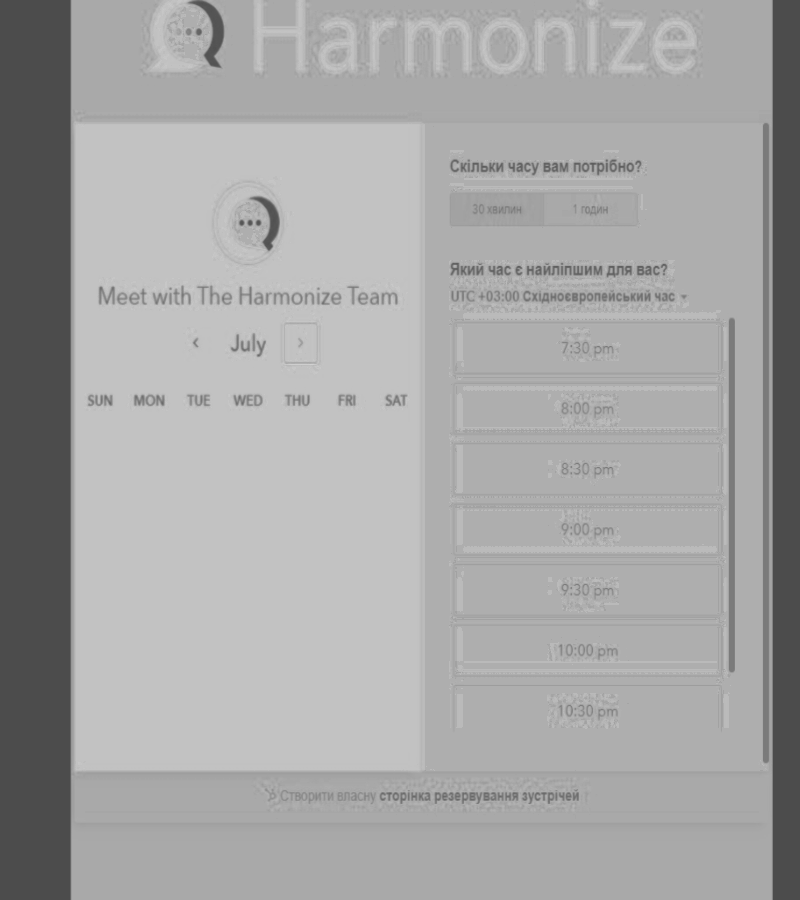 Harmonize
Meet with The Harmonize Team
‹ July ›
SUN MON TUE WED THU FRI SAT
Скільки часу вам потрібно?
30 хвилин 1 годин
Який час є найліпшим для вас?
UTC +03:00 Східноєвропейський час
7:30 pm
8:00 pm
8:30 pm
9:00 pm
9:30 pm
10:00 pm
10:30 pm
Створити власну сторінка резервування зустрічей